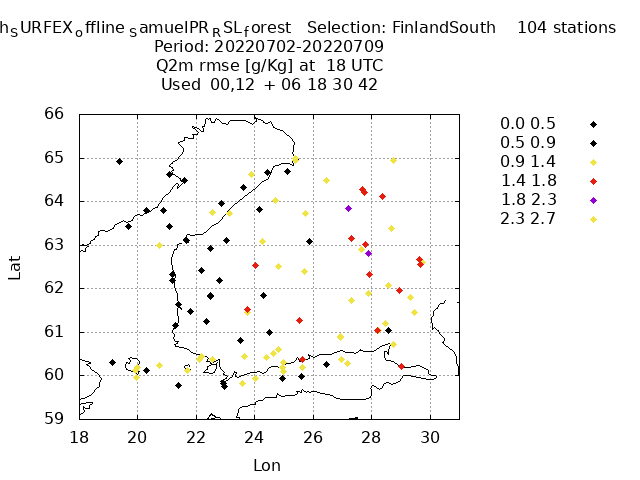 hSURFEXoffline SamuelPRRSLforest Selection: FinlandSouth 104 stations
Period: 20220702-20220709
Q2m rmse [g/Kg] at 18 UTC
Used 00,12 + 06 18 30 42
66
65
64
63
62
61
60
59
18 20 22 24 26 28 30
Lat
Lon
0.0 0.5
0.5 0.9
0.9 1.4
1.4 1.8
1.8 2.3
2.3 2.7